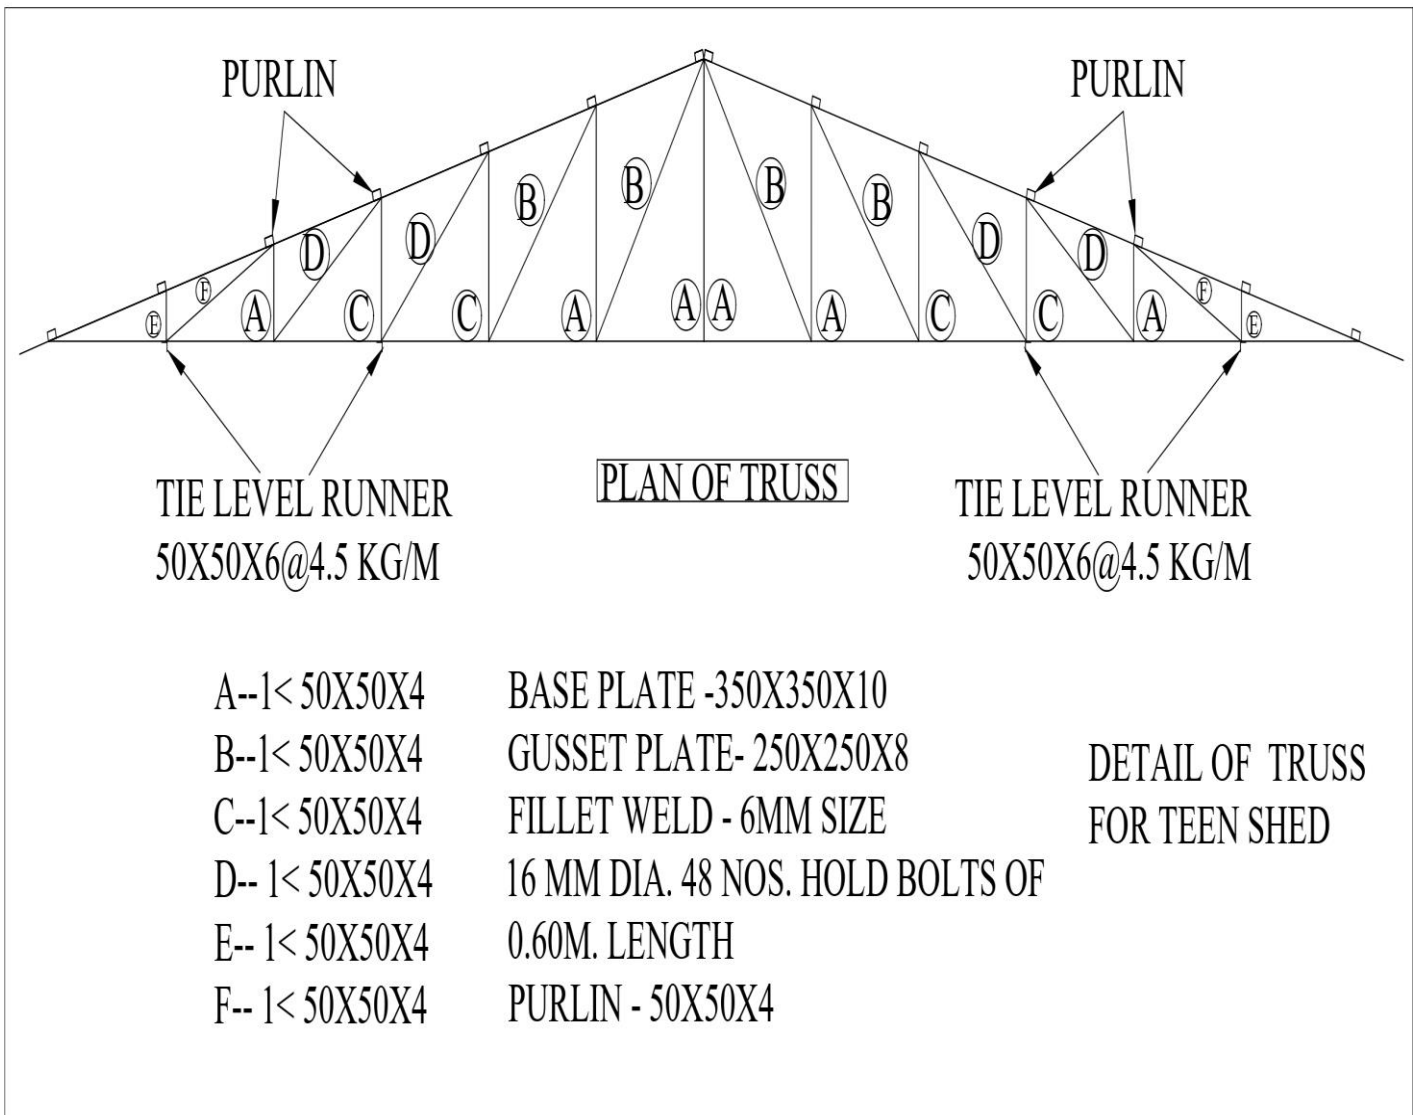 PURLIN
PURLIN
B
B
B
B
D
D
D
D
F
F
E
A
C
C
A
A
A
A
C
C
A
E
TIE LEVEL RUNNER
50X50X6@4.5 KG/M
PLAN OF TRUSS
TIE LEVEL RUNNER
50X50X6@4.5 KG/M
A--1< 50X50X4
B--1< 50X50X4
C--1< 50X50X4
D-- 1< 50X50X4
E-- 1< 50X50X4
F-- 1< 50X50X4
BASE PLATE -350X350X10
GUSSET PLATE- 250X250X8
FILLET WELD - 6MM SIZE
16 MM DIA. 48 NOS. HOLD BOLTS OF
0.60M. LENGTH
PURLIN - 50X50X4
DETAIL OF TRUSS
FOR TEEN SHED